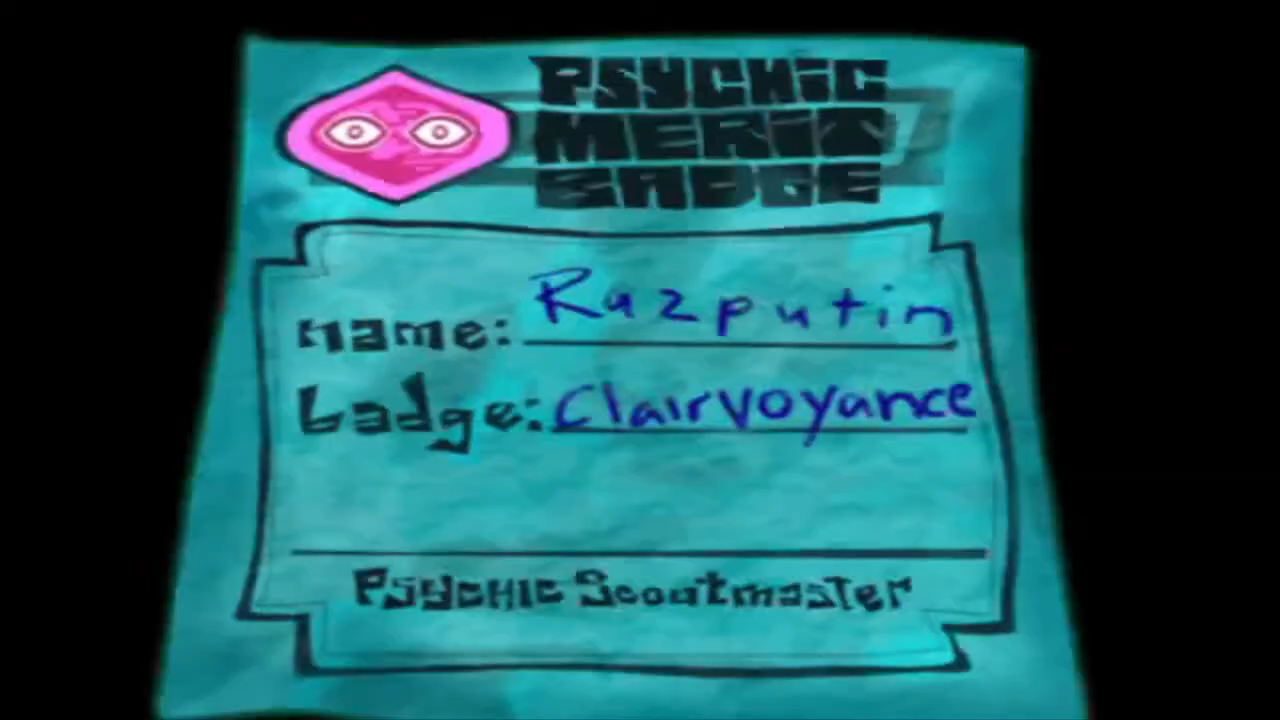 PSYCHiC
MERiT
BADGE
name: Razputin
badge: Clairvoyance
PSYCHIC Scoutmaster